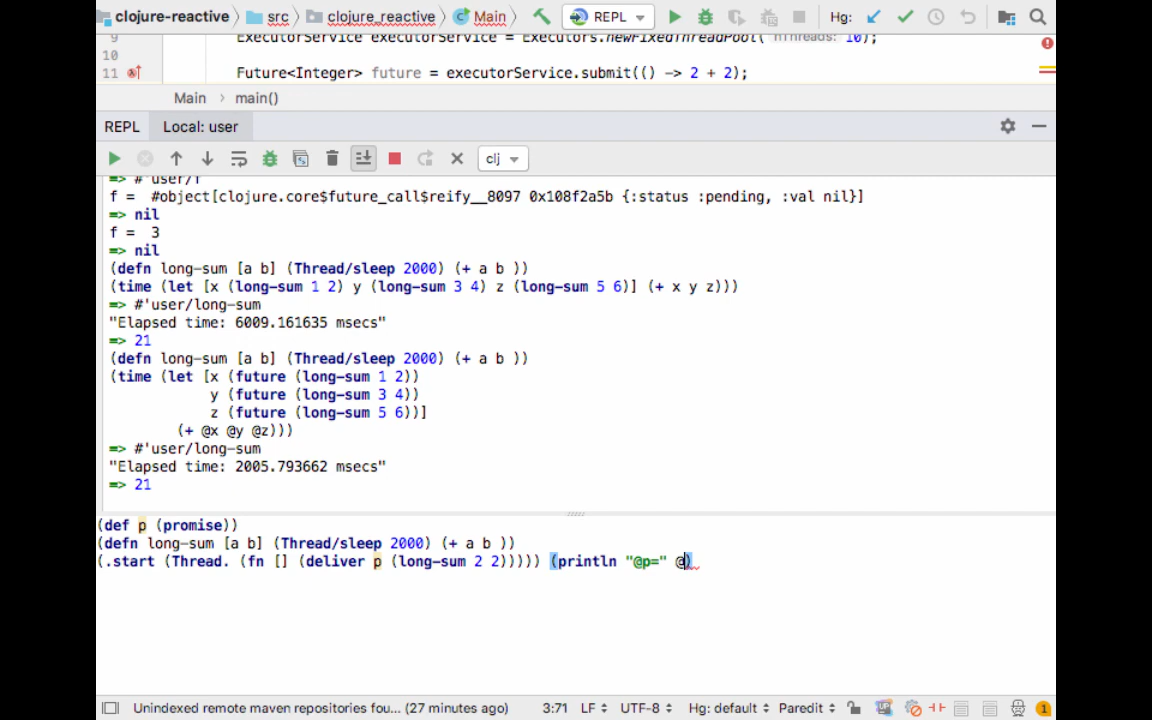 clojure-reactive src clojure_reactive Main REPL Hg:
9 ExecutorService executorService = Executors.newFixedThreadPool( nThreads: 10);
10
11 Future<Integer> future = executorService.submit(() -> 2 + 2);
Main › main()
REPL Local: user
clj
=> #'user/f
f =  #object[clojure.core$future_call$reify__8097 0x108f2a5b {:status :pending, :val nil}]
=> nil
f =  3
=> nil
(defn long-sum [a b] (Thread/sleep 2000) (+ a b ))
(time (let [x (long-sum 1 2) y (long-sum 3 4) z (long-sum 5 6)] (+ x y z)))
=> #'user/long-sum
"Elapsed time: 6009.161635 msecs"
=> 21
(defn long-sum [a b] (Thread/sleep 2000) (+ a b ))
(time (let [x (future (long-sum 1 2))
y (future (long-sum 3 4))
z (future (long-sum 5 6))]
(+ @x @y @z)))
=> #'user/long-sum
"Elapsed time: 2005.793662 msecs"
=> 21
(def p (promise))
(defn long-sum [a b] (Thread/sleep 2000) (+ a b ))
(.start (Thread. (fn [] (deliver p (long-sum 2 2))))) (println "@p=" @)
Unindexed remote maven repositories fou... (27 minutes ago) 3:71 LF UTF-8 Hg: default Paredit 1